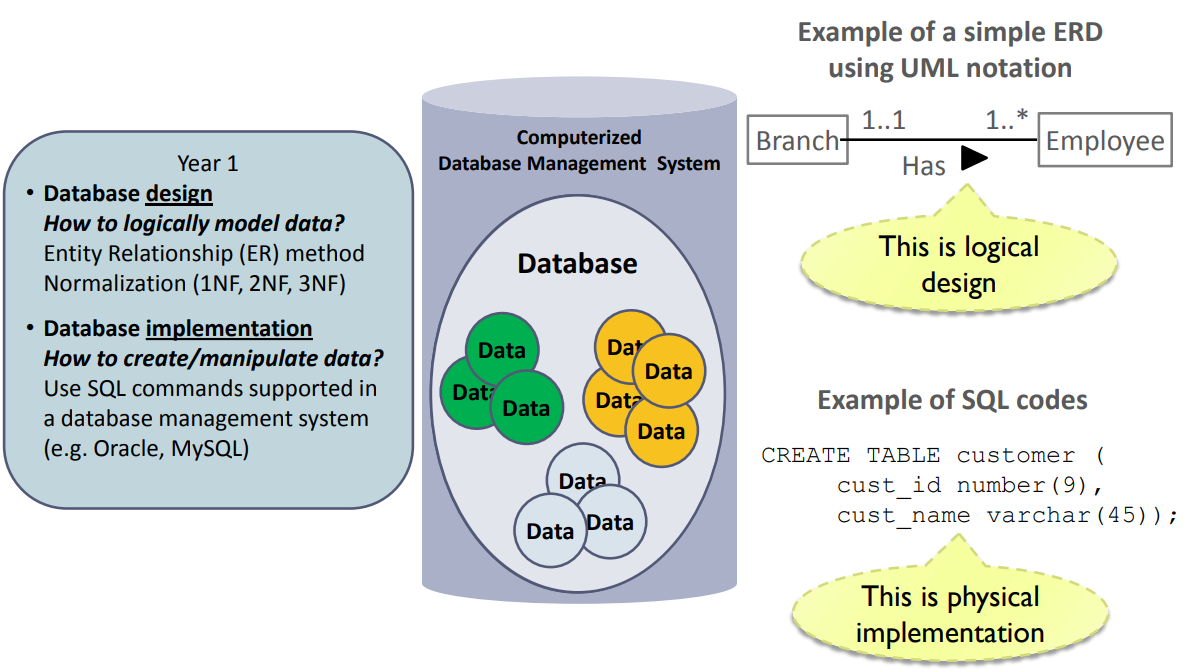 Year 1
• Database design
How to logically model data?
Entity Relationship (ER) method
Normalization (1NF, 2NF, 3NF)
• Database implementation
How to create/manipulate data?
Use SQL commands supported in
a database management system
(e.g. Oracle, MySQL)
Computerized
Database Management System
Database
Data
Data
Data
Data
Data
Data
Data
Data
Data
Data
Example of a simple ERD
using UML notation
Branch 1..1 1..* Employee
Has
This is logical
design
Example of SQL codes
CREATE TABLE customer (
cust_id number(9),
cust_name varchar(45));
This is physical
implementation